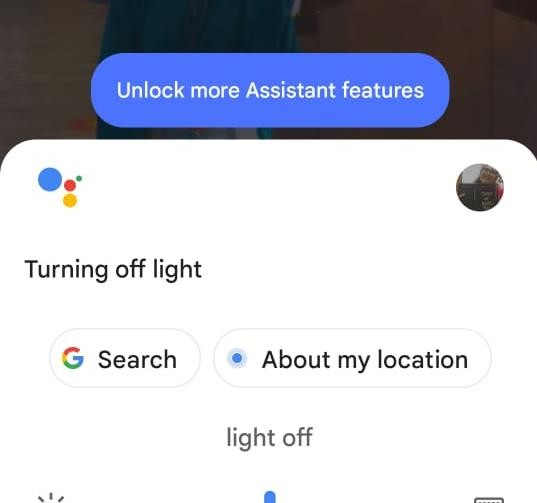 Unlock more Assistant features
Turning off light
Search
About my location
light off